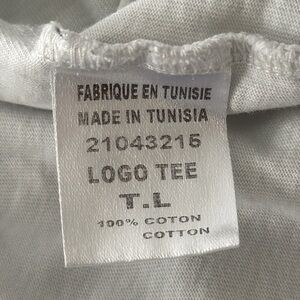 FABRIQUE EN TUNISIE
MADE IN TUNISIA
21043215
LOGO TEE
T.L
100% COTON
COTTON